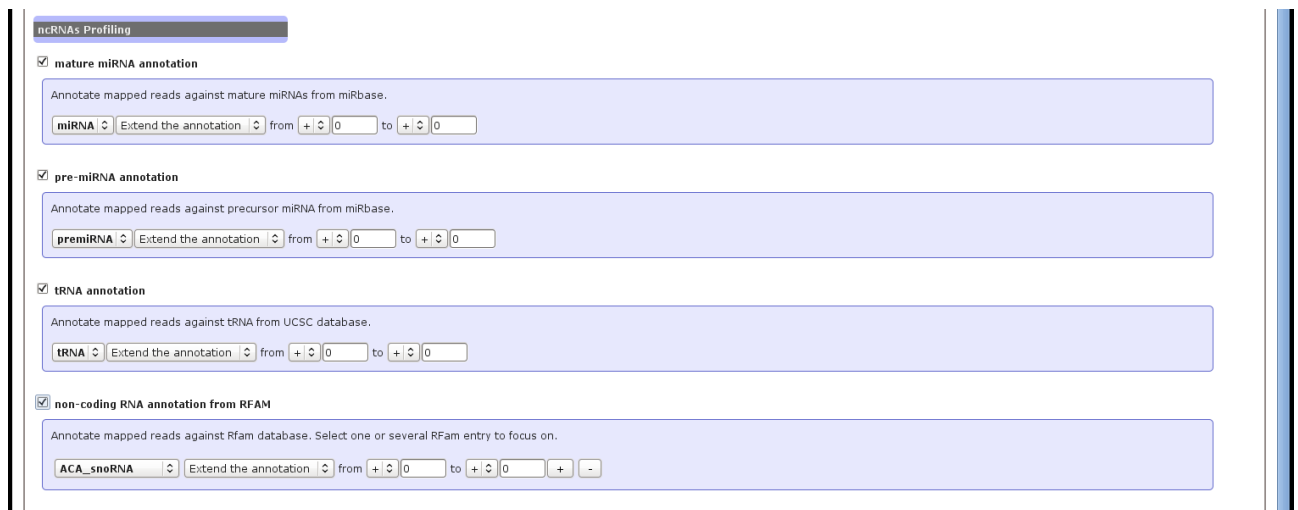 ncRNAs Profiling
mature miRNA annotation
Annotate mapped reads against mature miRNAs from miRbase.
miRNA Extend the annotation from + 0 to + 0
pre-miRNA annotation
Annotate mapped reads against precursor miRNA from miRbase.
premiRNA Extend the annotation from + 0 to + 0
tRNA annotation
Annotate mapped reads against tRNA from UCSC database.
tRNA Extend the annotation from + 0 to + 0
non-coding RNA annotation from RFAM
Annotate mapped reads against Rfam database. Select one or several RFam entry to focus on.
ACA_snoRNA Extend the annotation from + 0 to + 0 + -